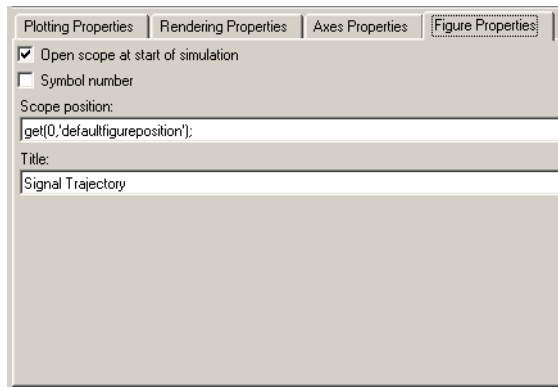 Plotting Properties Rendering Properties Axes Properties Figure Properties
Open scope at start of simulation
Symbol number
Scope position:
get(0,'defaultfigureposition');
Title:
Signal Trajectory